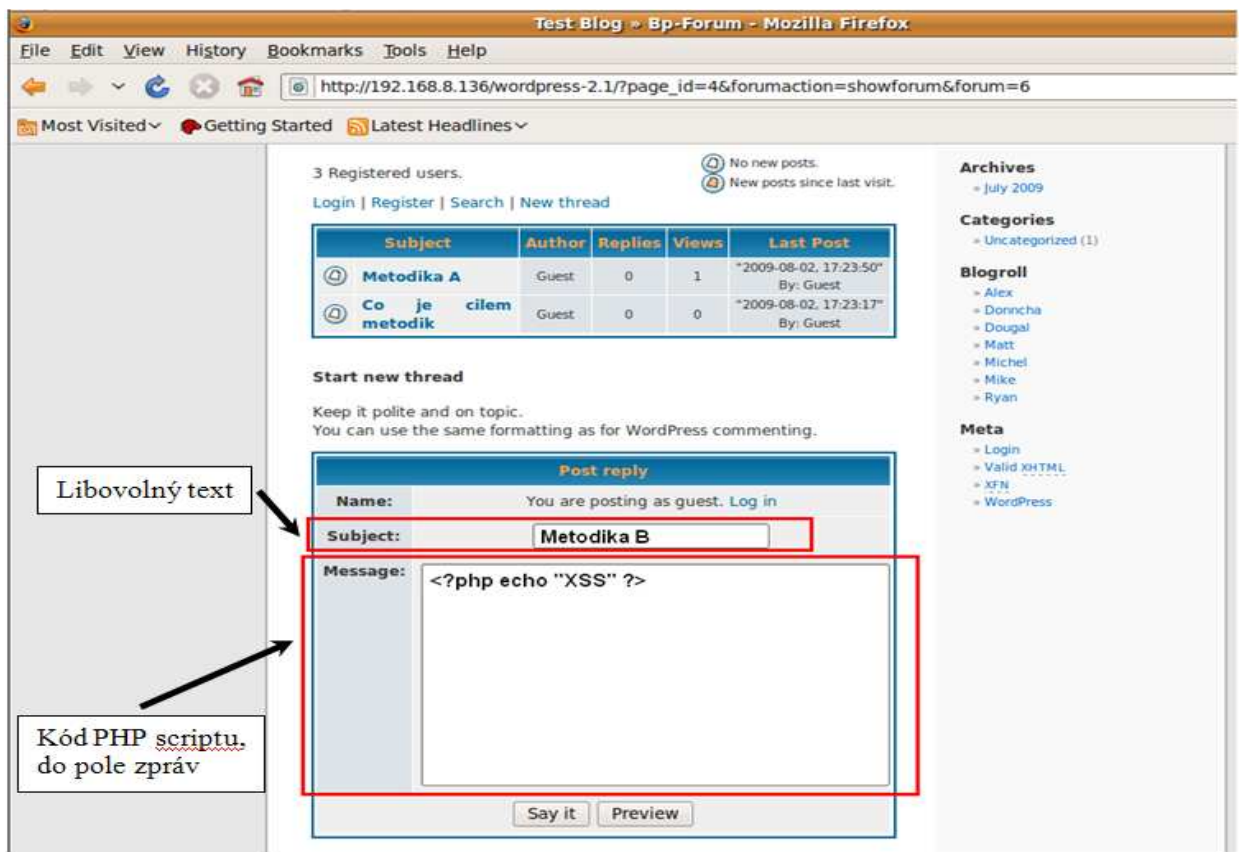 Test Blog » Bp-Forum - Mozilla Firefox
File Edit View History Bookmarks Tools Help
http://192.168.8.136/wordpress-2.1/?page_id=4&forumaction=showforum&forum=6
Most Visited Getting Started Latest Headlines
3 Registered users.
No new posts.
New posts since last visit.
Login | Register | Search | New thread
Subject Author Replies Views Last Post
Metodika A Guest 0 1 "2009-08-02, 17:23:50"
By: Guest
Co je cilem
metodik Guest 0 0 "2009-08-02, 17:23:17"
By: Guest
Start new thread
Keep it polite and on topic.
You can use the same formatting as for WordPress commenting.
Post reply
Name: You are posting as guest. Log in
Subject: Metodika B
Message: <?php echo "XSS" ?>
Say it Preview
Libovolný text
Kód PHP scriptu,
do pole zpráv
Archives
» July 2009
Categories
» Uncategorized (1)
Blogroll
» Alex
» Donncha
» Dougal
» Matt
» Michel
» Mike
» Ryan
Meta
» Login
» Valid XHTML
» XFN
» WordPress